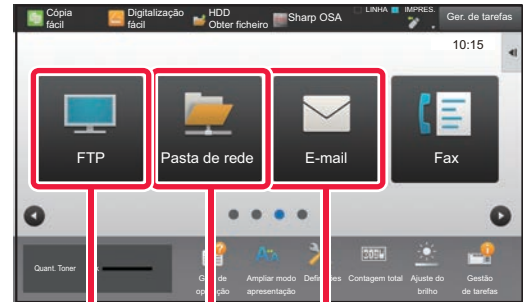 Cópia
fácil
Digitalização
fácil
HDD
Obter ficheiro
Sharp OSA
LINHA
IMPRES.
Ger. de tarefas
10:15
FTP
Pasta de rede
E-mail
Fax
Quant. Toner
de
Ampliar modo
apresentação
Contagem total
Ajuste do
brilho
Gestão
de tarefas